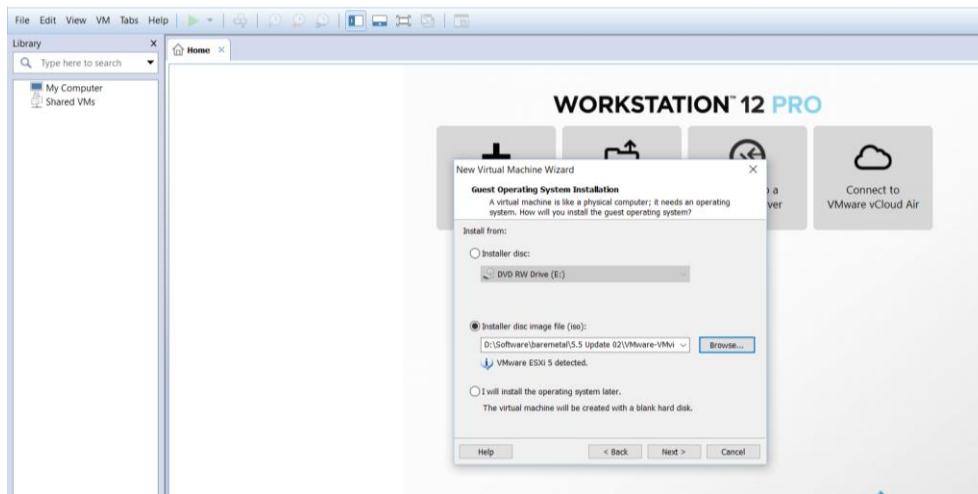 File Edit View VM Tabs Help
Library X
Home ×
Type here to search
My Computer
Shared VMs
WORKSTATION™ 12 PRO
a
ver
Connect to
VMware vCloud Air
New Virtual Machine Wizard
Guest Operating System Installation
A virtual machine is like a physical computer; it needs an operating
system. How will you install the guest operating system?
Install from:
Installer disc:
DVD RW Drive (E:)
Installer disc image file (iso):
D:\Software\baremetal\5.5 Update 02\VMware-VMvi
Browse...
VMware ESXi 5 detected.
I will install the operating system later.
The virtual machine will be created with a blank hard disk.
Help
< Back
Next >
Cancel